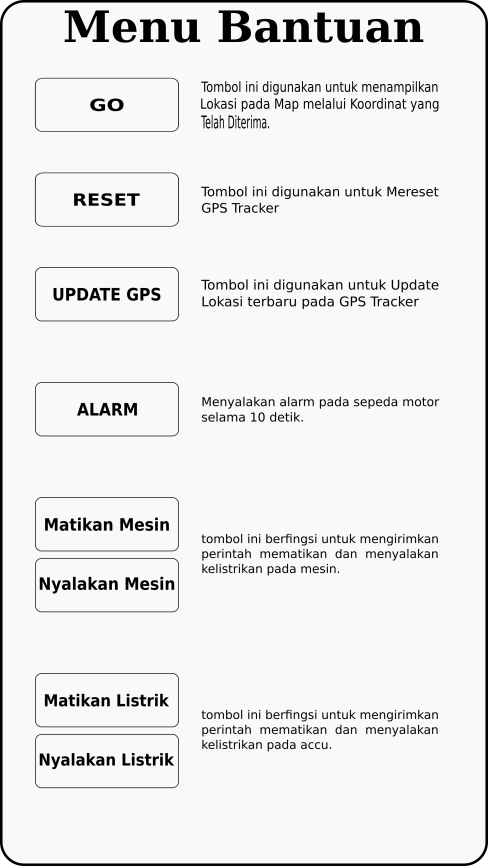 Menu Bantuan
GO
Tombol ini digunakan untuk menampilkan
Lokasi pada Map melalui Koordinat yang
Telah Diterima.
RESET
Tombol ini digunakan untuk Mereset
GPS Tracker
UPDATE GPS
Tombol ini digunakan untuk Update
Lokasi terbaru pada GPS Tracker
ALARM
Menyalakan alarm pada sepeda motor
selama 10 detik.
Matikan Mesin
Nyalakan Mesin
tombol ini berfingsi untuk mengirimkan
perintah mematikan dan menyalakan
kelistrikan pada mesin.
Matikan Listrik
Nyalakan Listrik
tombol ini berfingsi untuk mengirimkan
perintah mematikan dan menyalakan
kelistrikan pada accu.